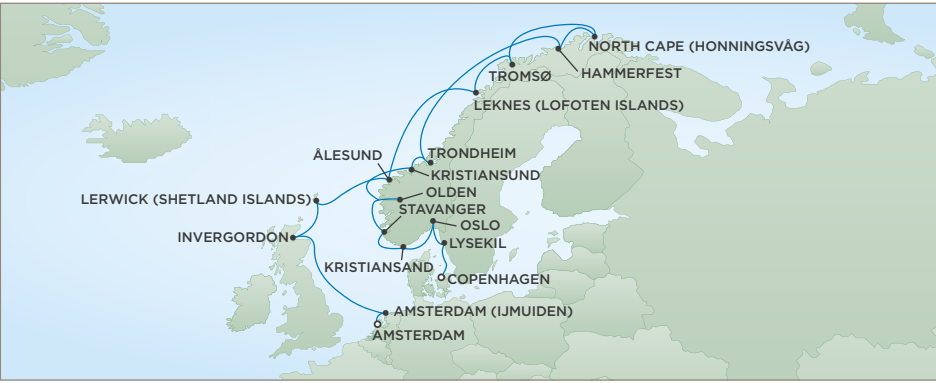 NORTH CAPE (HONNINGSVÅG)
HAMMERFEST
TROMSØ
LEKNES (LOFOTEN ISLANDS)
TRONDHEIM
ÅLESUND
KRISTIANSUND
OLDEN
LERWICK (SHETLAND ISLANDS)
STAVANGER
OSLO
INVERGORDON
LYSEKIL
KRISTIANSAND
COPENHAGEN
AMSTERDAM (IJMUIDEN)
AMSTERDAM